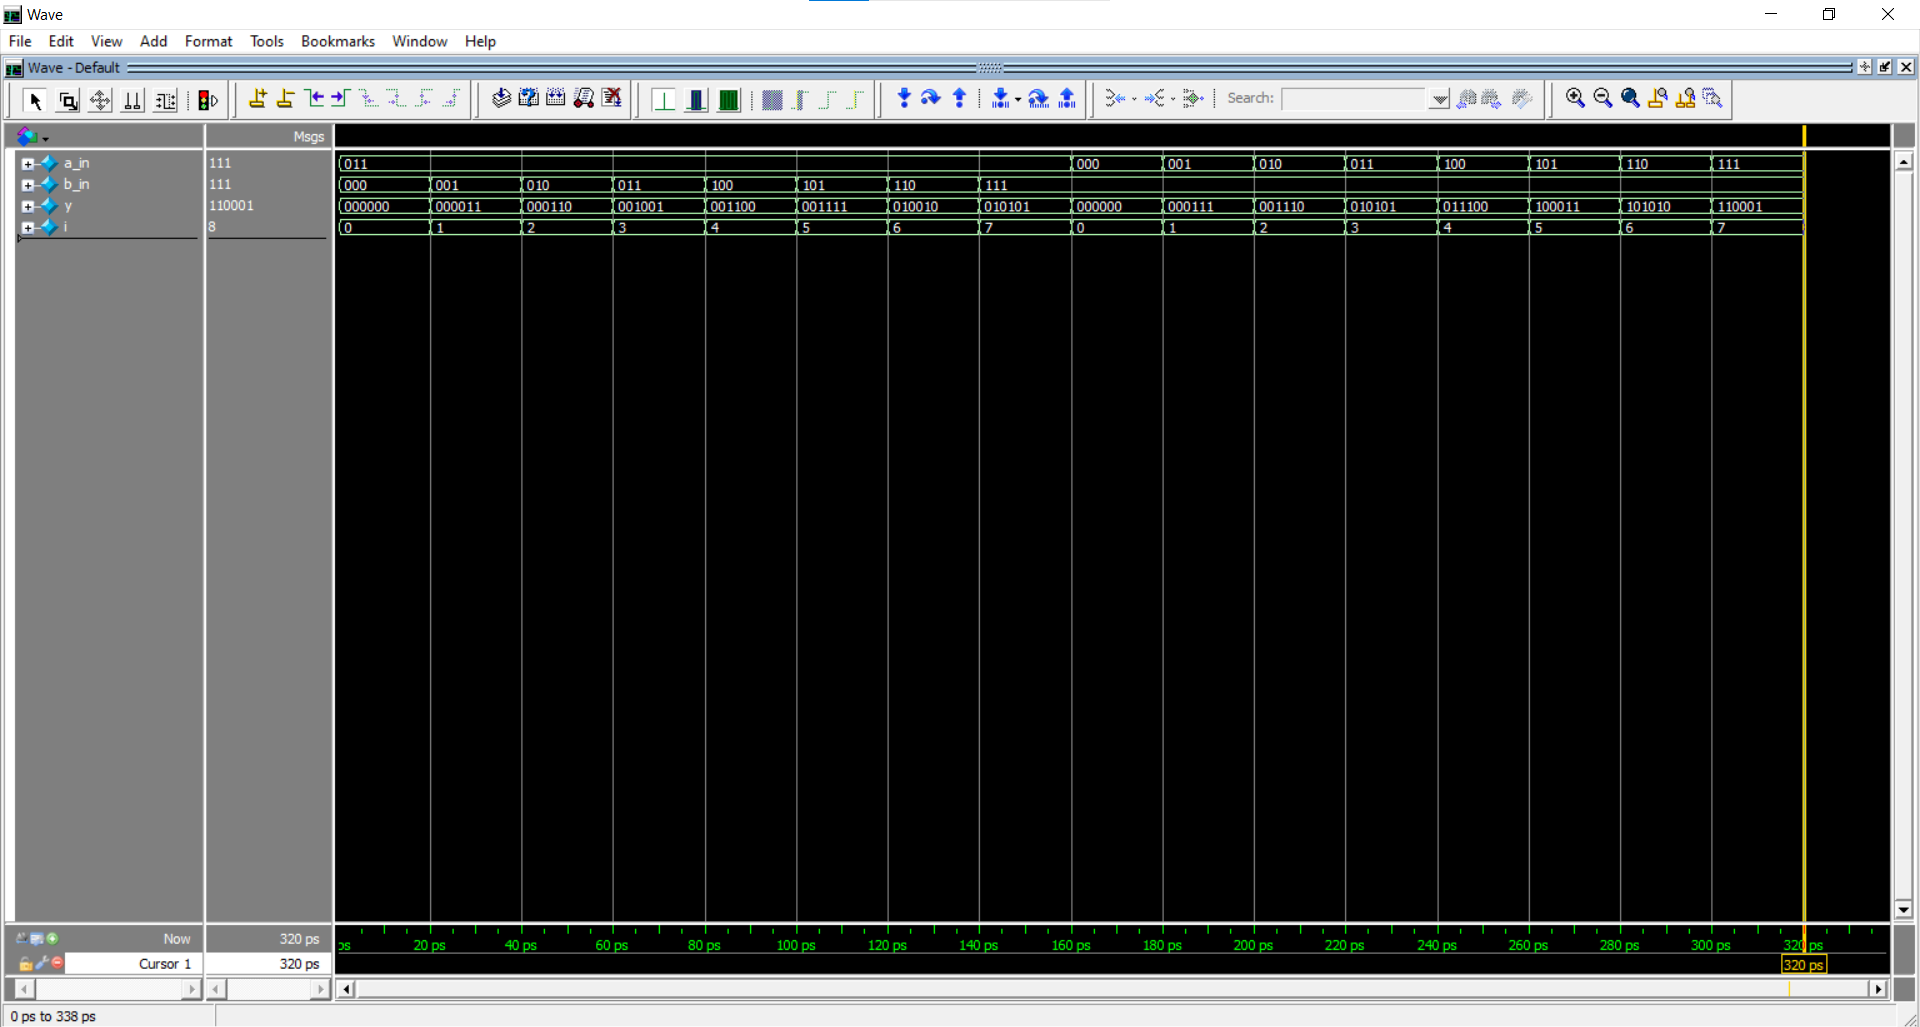 Wave
File Edit View Add Format Tools Bookmarks Window Help
Wave - Default
Search:
Msgs
a_in 111 011 000 001 010 011 100 101 110 111
b_in 111 000 001 010 011 100 101 110 111
y 110001 000000 000011 000110 001001 001100 001111 010010 010101 000000 000111 001110 010101 011100 100011 101010 110001
i 8 0 1 2 3 4 5 6 7 0 1 2 3 4 5 6 7
Now 320 ps ps 20 ps 40 ps 60 ps 80 ps 100 ps 120 ps 140 ps 160 ps 180 ps 200 ps 220 ps 240 ps 260 ps 280 ps 300 ps 320 ps
Cursor 1 320 ps 320 ps
0 ps to 338 ps